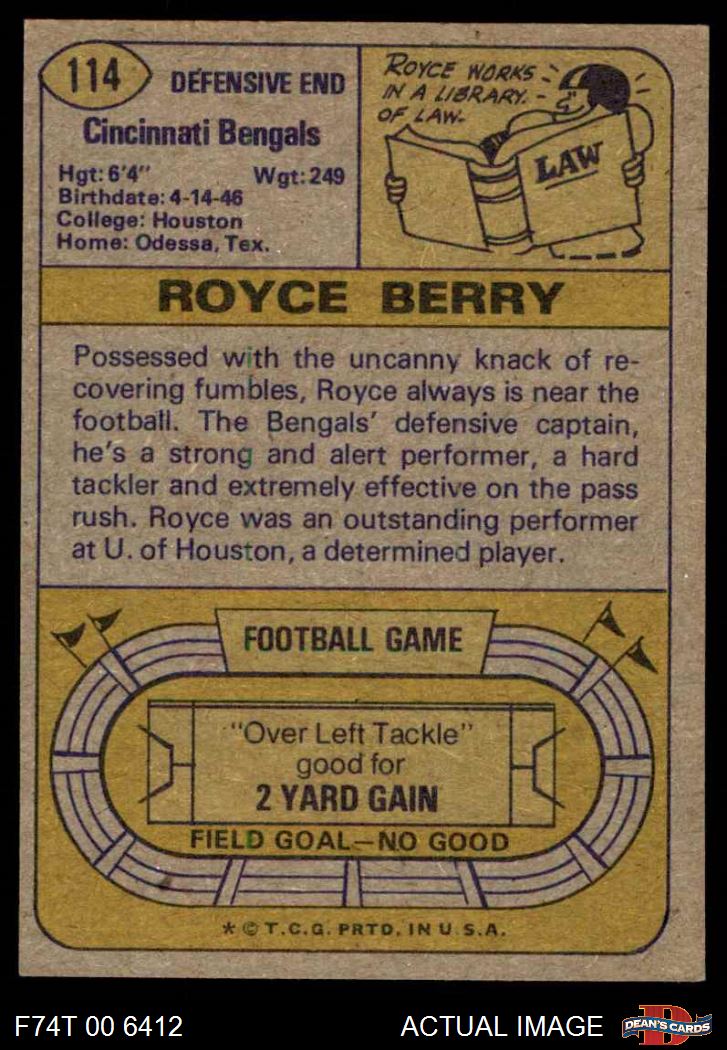 114
DEFENSIVE END
Cincinnati Bengals
Hgt: 6'4" Wgt: 249
Birthdate: 4-14-46
College: Houston
Home: Odessa, Tex.
ROYCE WORKS
IN A LIBRARY.
OF LAW.
LAW
ROYCE BERRY
Possessed with the uncanny knack of re-
covering fumbles, Royce always is near the
football. The Bengals' defensive captain,
he's a strong and alert performer, a hard
tackler and extremely effective on the pass
rush. Royce was an outstanding performer
at U. of Houston, a determined player.
FOOTBALL GAME
"Over Left Tackle"
good for
2 YARD GAIN
FIELD GOAL—NO GOOD
* © T.C.G. PRTD. IN U.S.A.
F74T 00 6412
ACTUAL IMAGE
D
DEAN'S CARDS